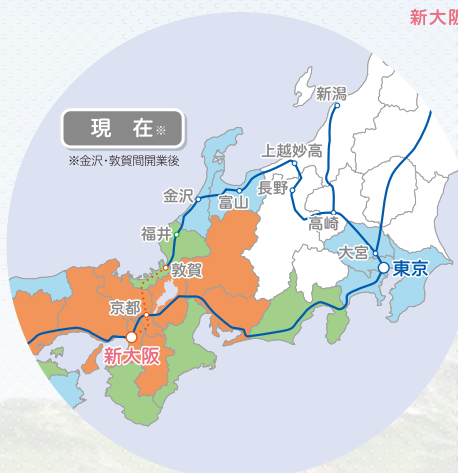 新大阪
新潟
現 在※
※金沢・敦賀間開業後
上越妙高
金沢
富山
長野
高崎
福井
大宮
敦賀
東京
京都
新大阪